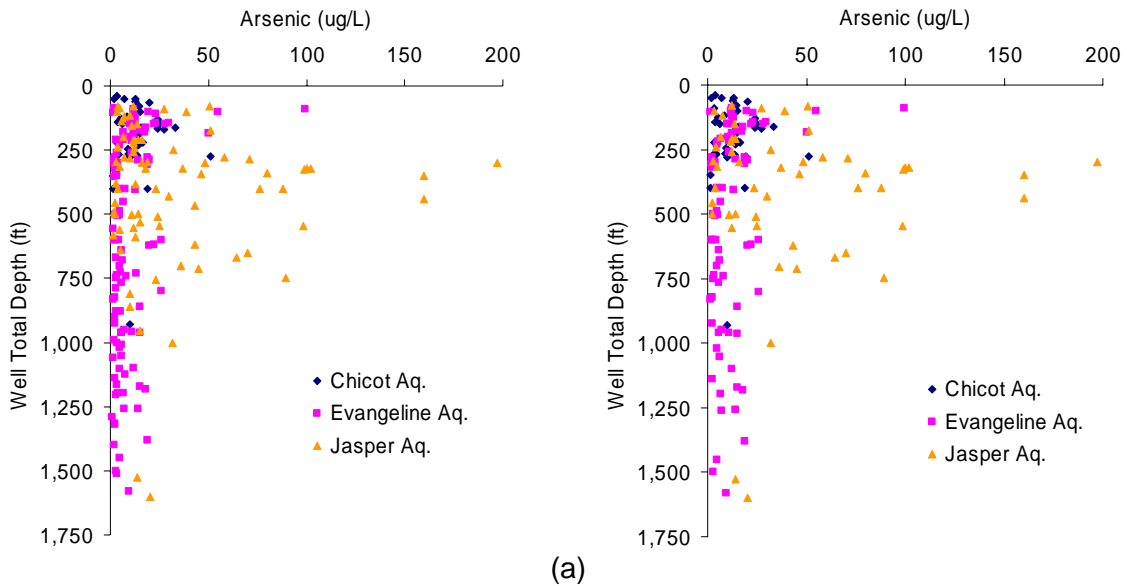 Arsenic (ug/L)
0 50 100 150 200
0
250
500
750
1,000
1,250
1,500
1,750
Well Total Depth (ft)
Chicot Aq.
Evangeline Aq.
Jasper Aq.
Arsenic (ug/L)
0 50 100 150 200
0
250
500
750
1,000
1,250
1,500
1,750
Well Total Depth (ft)
Chicot Aq.
Evangeline Aq.
Jasper Aq.
(a)